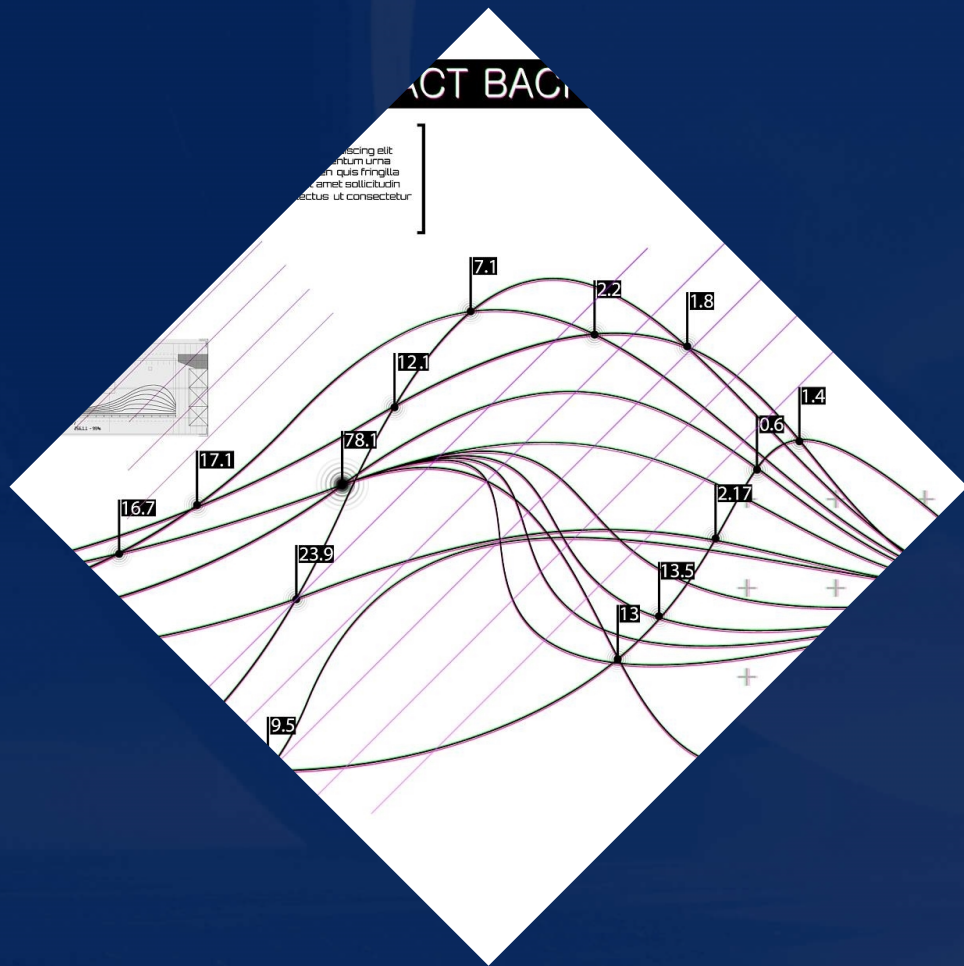 ACT BAC
iscing elit
entum urna
en quis fringilla
amet sollicitudin
ectus ut consectetur
7.1
2.2
1.8
12.1
1.4
0.6
78.1
17.1
2.17
16.7
23.9
13.5
13
9.5